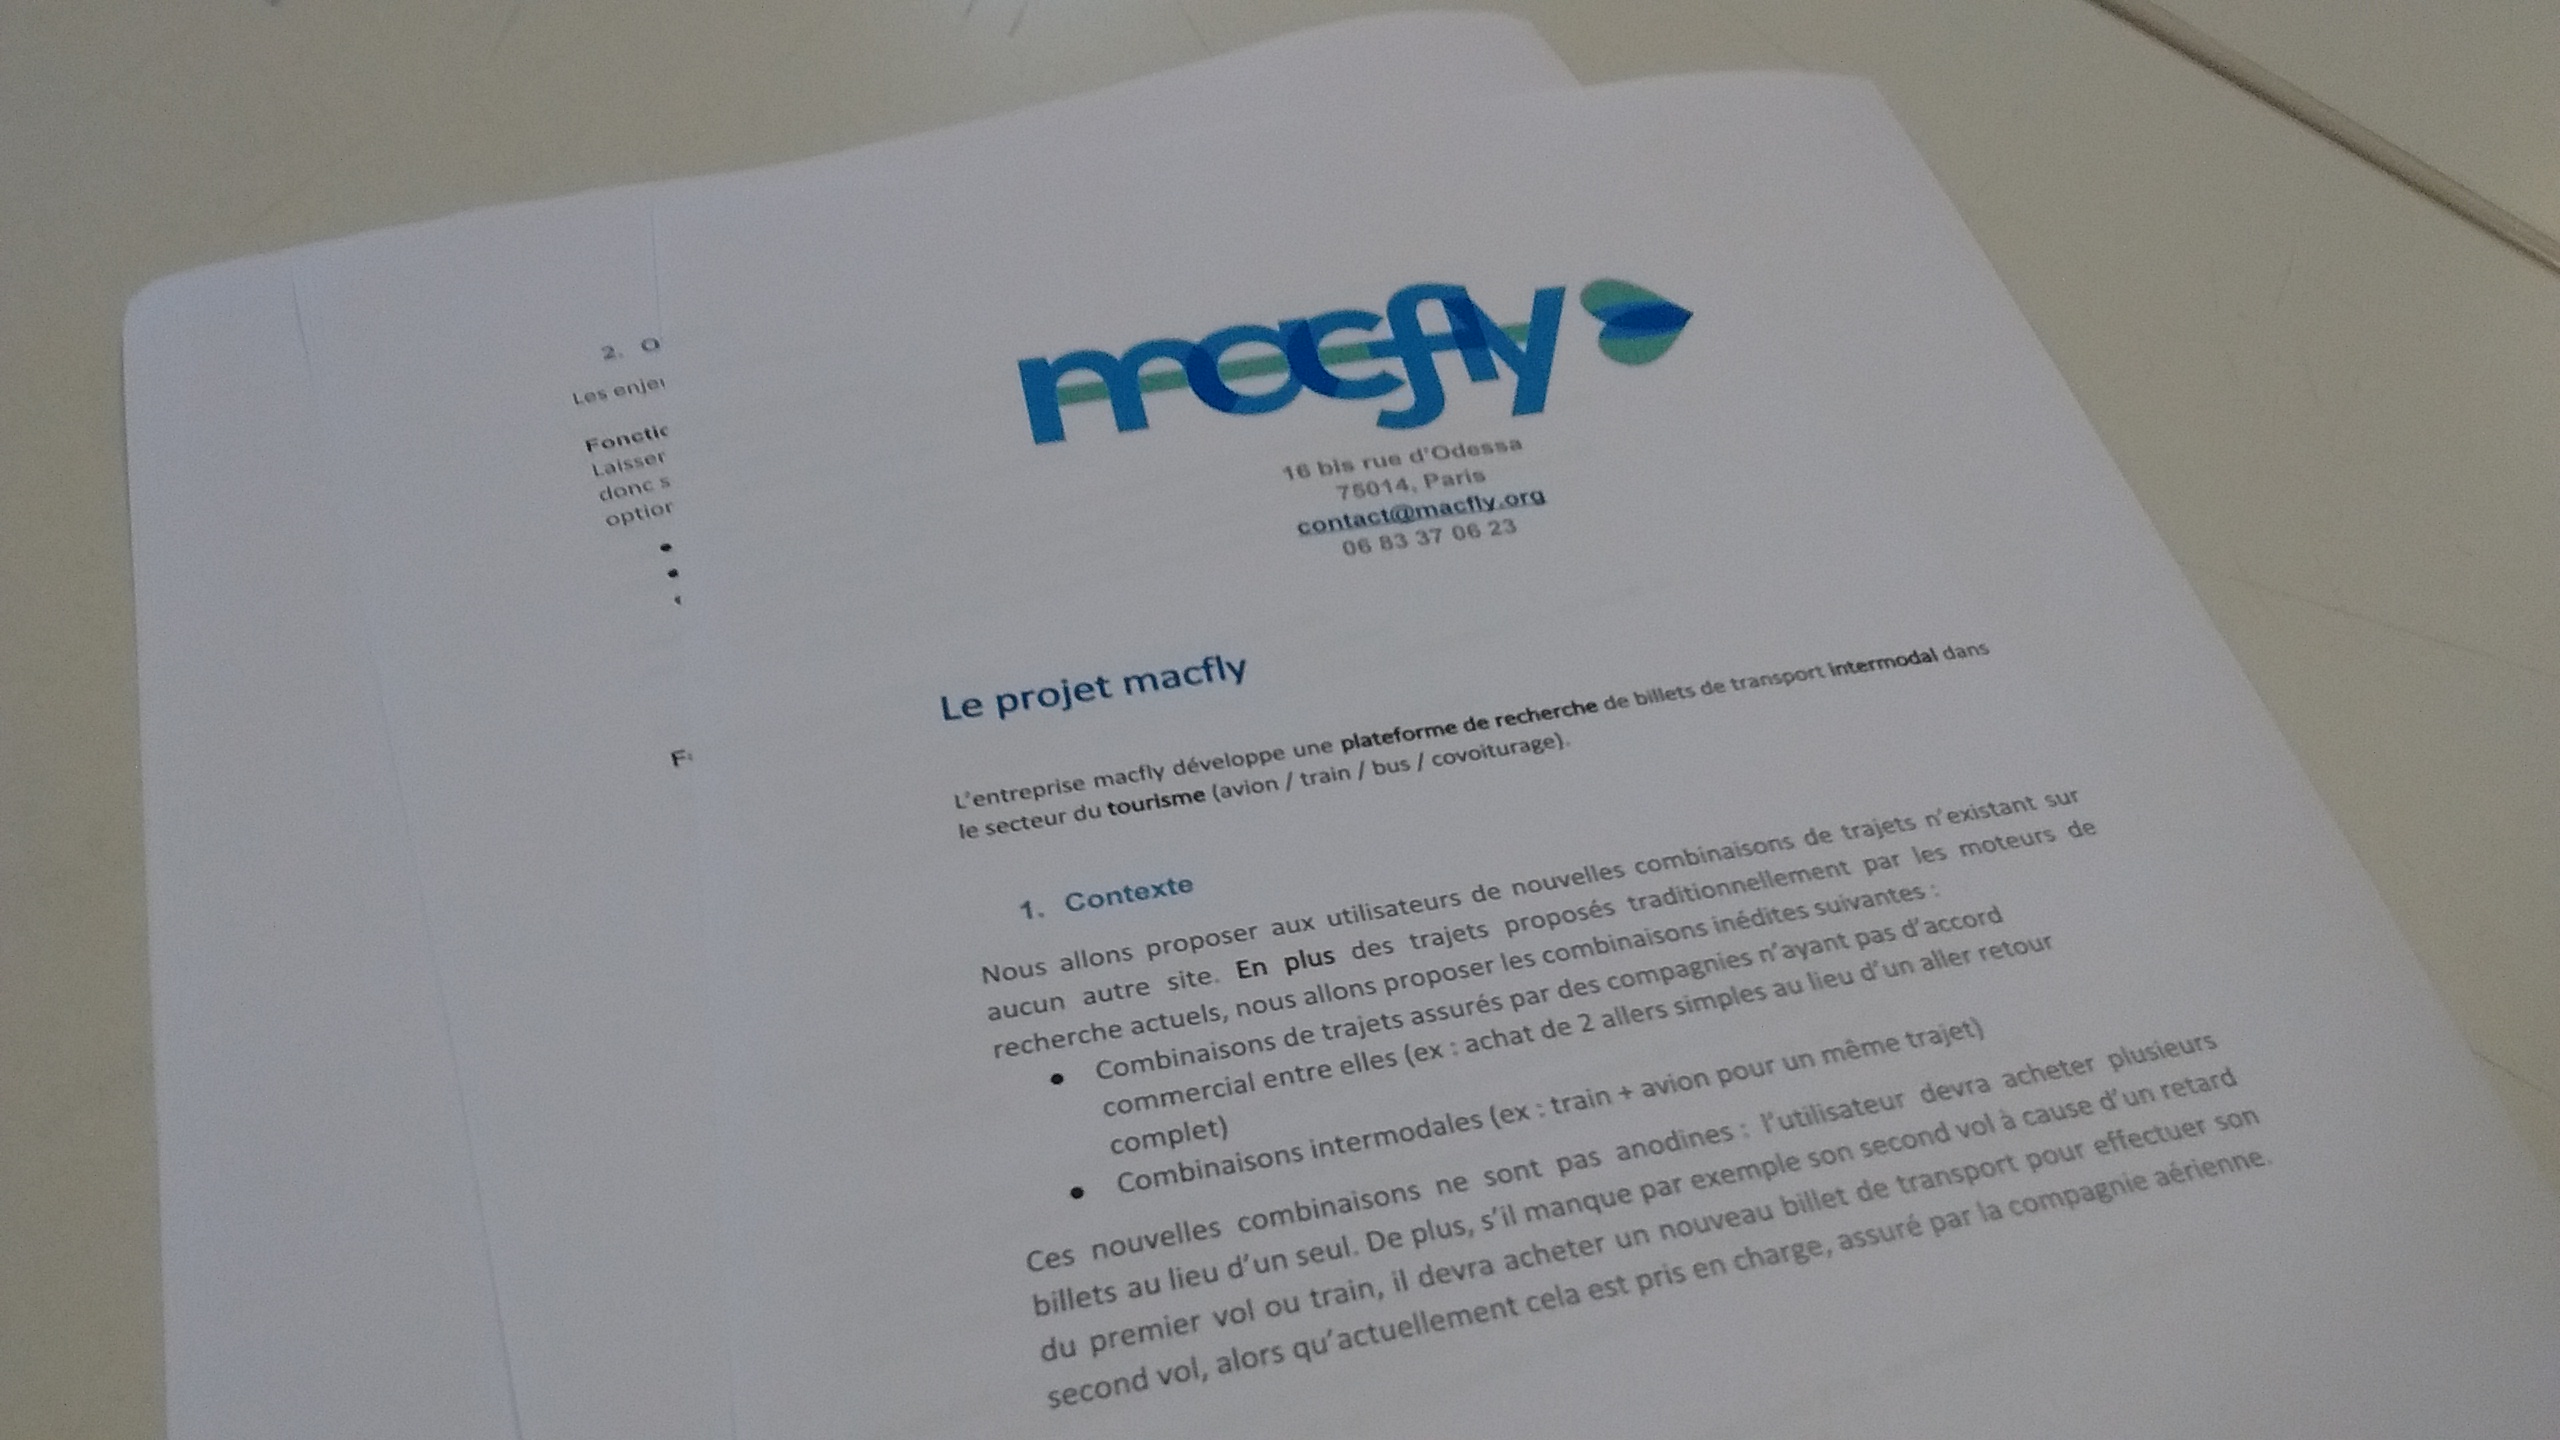 macfly
16 bis rue d'Odessa
75014, Paris
contact@macfly.org
06 83 37 06 23
Le projet macfly
L'entreprise macfly développe une plateforme de recherche de billets de transport intermodal dans
le secteur du tourisme (avion / train / bus / covoiturage).
1. Contexte
Nous allons proposer aux utilisateurs de nouvelles combinaisons de trajets n'existant sur
aucun autre site. En plus des trajets proposés traditionnellement par les moteurs de
recherche actuels, nous allons proposer les combinaisons inédites suivantes :
• Combinaisons de trajets assurés par des compagnies n'ayant pas d'accord
commercial entre elles (ex : achat de 2 allers simples au lieu d'un aller retour
complet)
• Combinaisons intermodales (ex : train + avion pour un même trajet)
Ces nouvelles combinaisons ne sont pas anodines : l'utilisateur devra acheter plusieurs
billets au lieu d'un seul. De plus, s'il manque par exemple son second vol à cause d'un retard
du premier vol ou train, il devra acheter un nouveau billet de transport pour effectuer son
second vol, alors qu'actuellement cela est pris en charge, assuré par la compagnie aérienne.
2. O
Les enje
Fonctio
Laisser
donc s
option
•
•
•
F